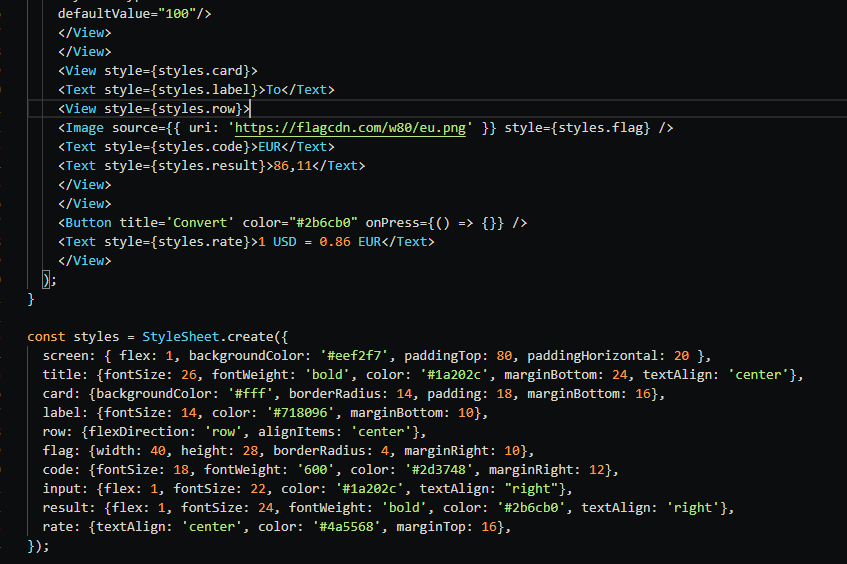 defaultValue="100"/>
</View>
</View>
<View style={styles.card}>
<Text style={styles.label}>To</Text>
<View style={styles.row}>
<Image source={{ uri: 'https://flagcdn.com/w80/eu.png' }} style={styles.flag} />
<Text style={styles.code}>EUR</Text>
<Text style={styles.result}>86,11</Text>
</View>
</View>
<Button title='Convert' color="#2b6cb0" onPress={() => {}} />
<Text style={styles.rate}>1 USD = 0.86 EUR</Text>
</View>
);
}
const styles = StyleSheet.create({
screen: { flex: 1, backgroundColor: '#eef2f7', paddingTop: 80, paddingHorizontal: 20 },
title: {fontSize: 26, fontWeight: 'bold', color: '#1a202c', marginBottom: 24, textAlign: 'center'},
card: {backgroundColor: '#fff', borderRadius: 14, padding: 18, marginBottom: 16},
label: {fontSize: 14, color: '#718096', marginBottom: 10},
row: {flexDirection: 'row', alignItems: 'center'},
flag: {width: 40, height: 28, borderRadius: 4, marginRight: 10},
code: {fontSize: 18, fontWeight: '600', color: '#2d3748', marginRight: 12},
input: {flex: 1, fontSize: 22, color: '#1a202c', textAlign: "right"},
result: {flex: 1, fontSize: 24, fontWeight: 'bold', color: '#2b6cb0', textAlign: 'right'},
rate: {textAlign: 'center', color: '#4a5568', marginTop: 16},
});